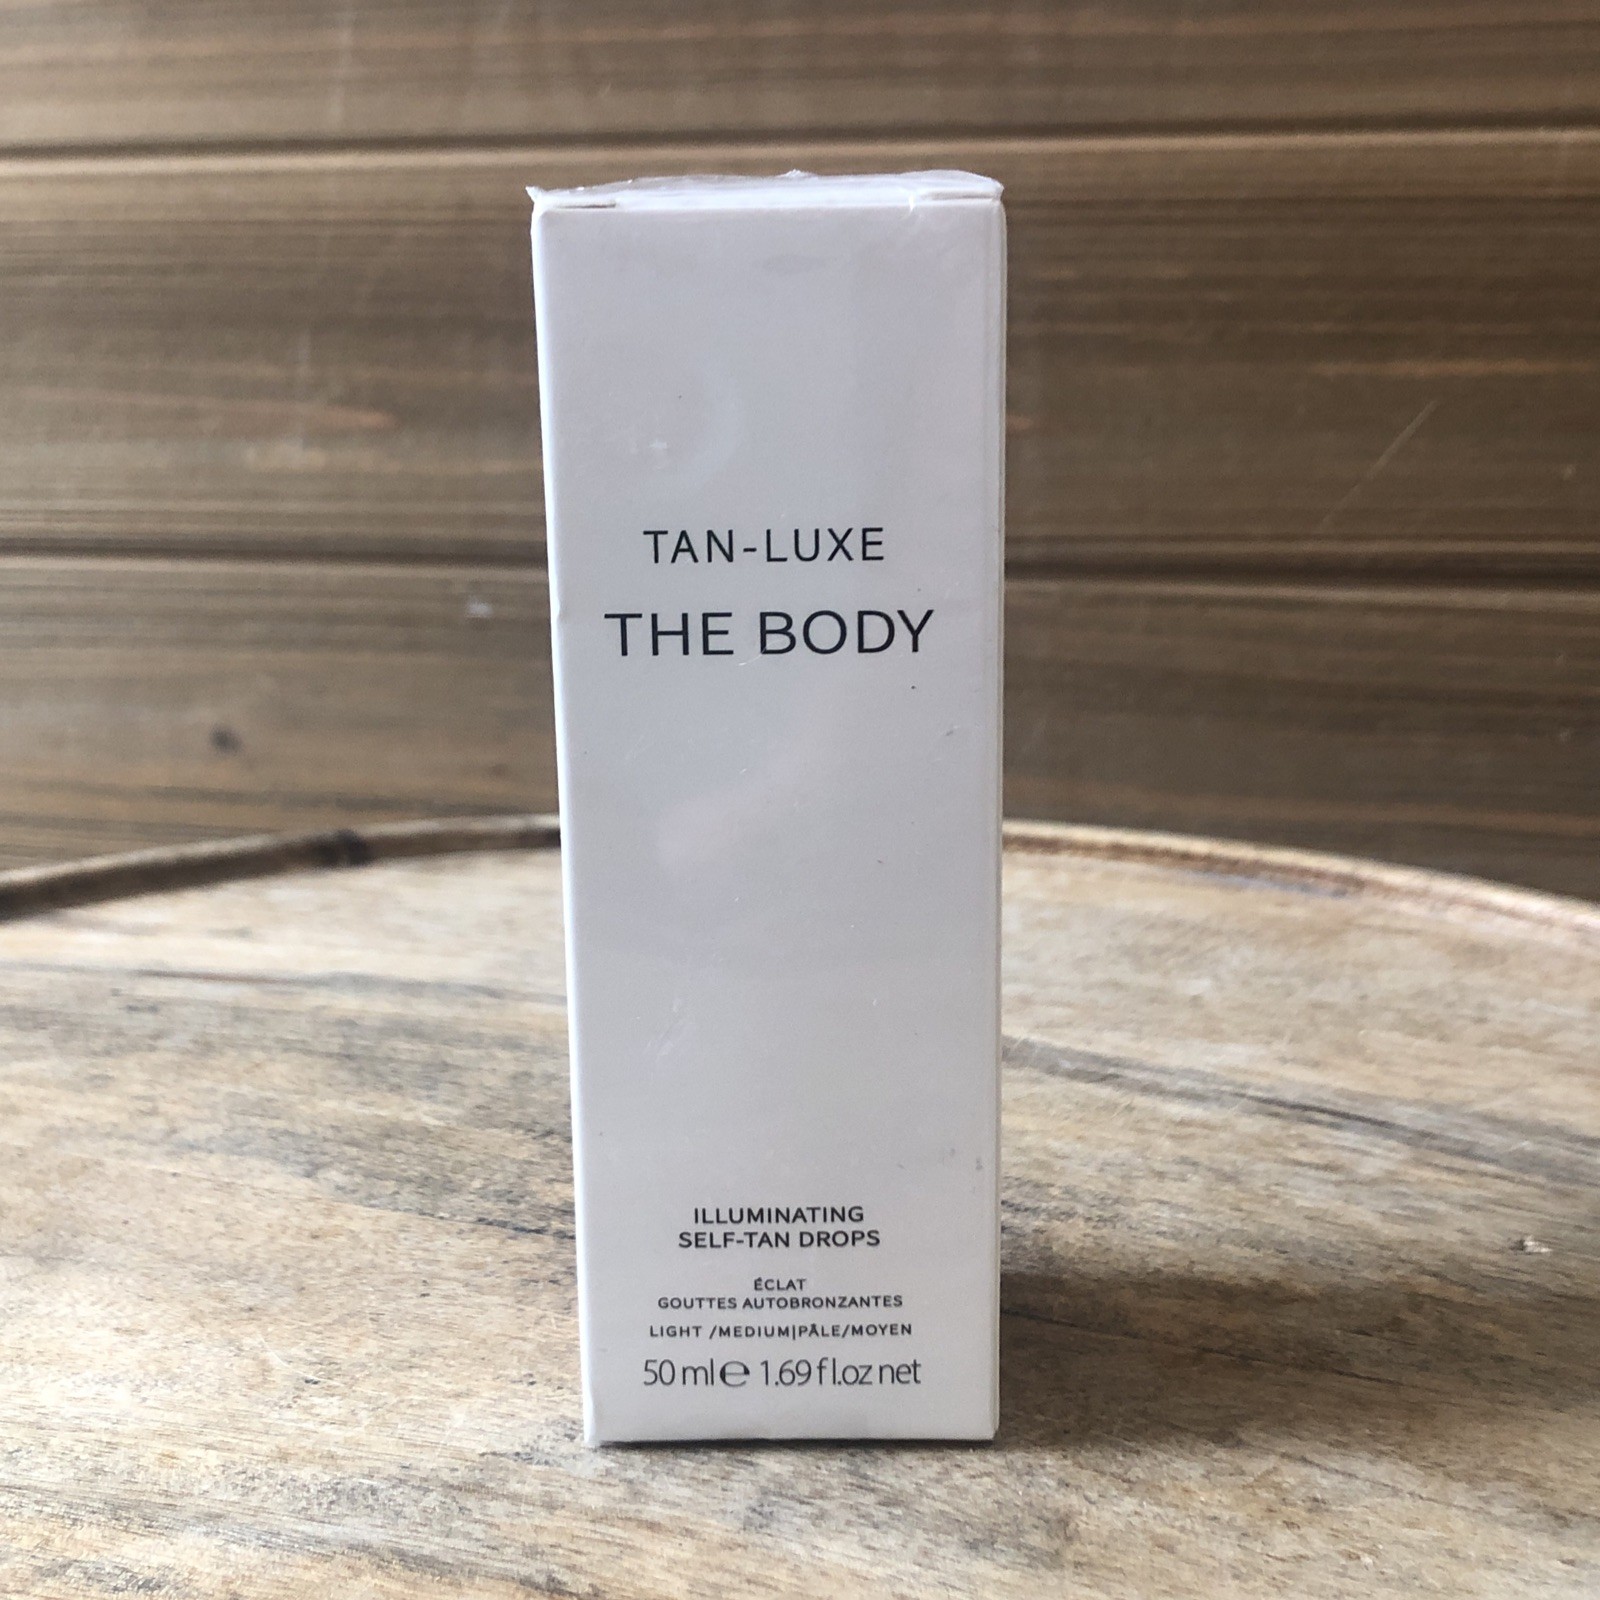 TAN-LUXE
THE BODY
ILLUMINATING
SELF-TAN DROPS
ÉCLAT
GOUTTES AUTOBRONZANTES
LIGHT /MEDIUM|PÂLE/MOYEN
50 ml℮ 1.69 fl.oz net